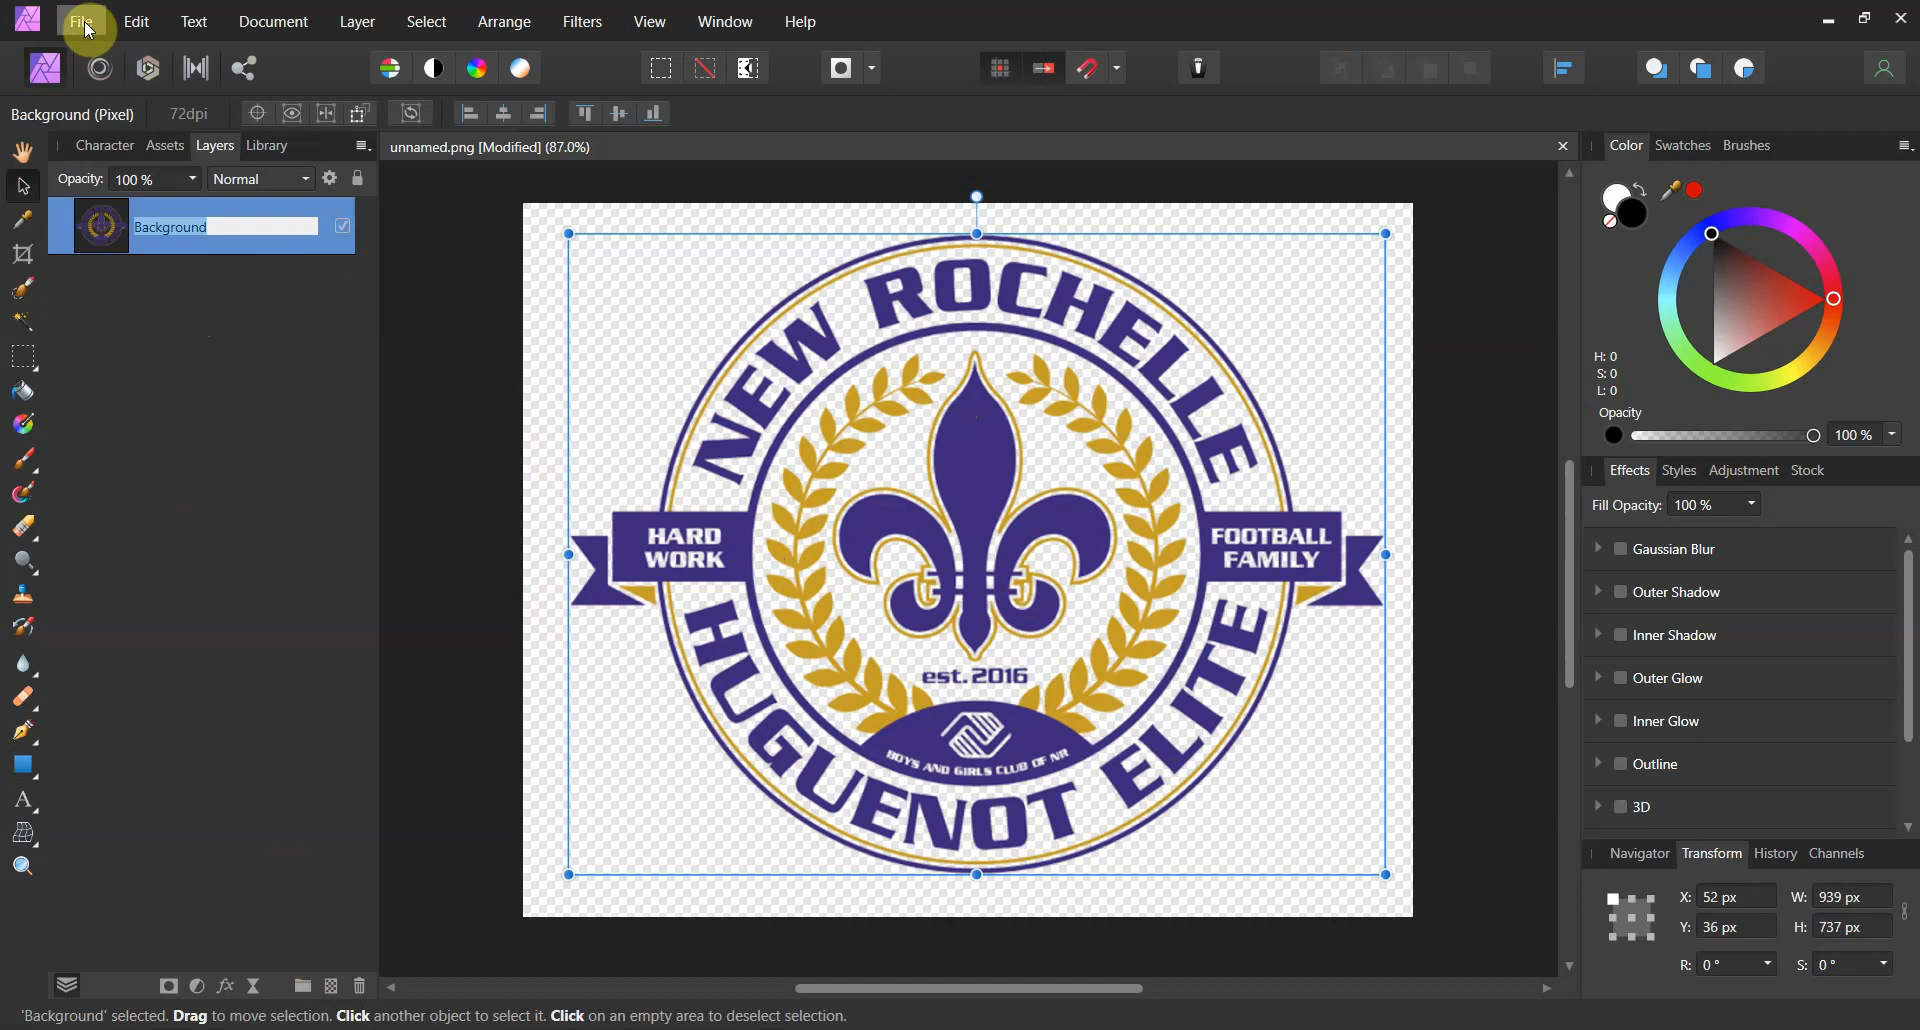 File Edit Text Document Layer Select Arrange Filters View Window Help
Background (Pixel) 72dpi
Character Assets Layers Library
unnamed.png [Modified] (87.0%)
Color Swatches Brushes
Opacity: 100 % Normal
Background
NEW ROCHELLE
HARD
WORK
FOOTBALL
FAMILY
est. 2016
BOYS AND GIRLS CLUB OF NR
HUGUENOT ELITE
H: 0
S: 0
L: 0
Opacity
100 %
Effects Styles Adjustment Stock
Fill Opacity: 100 %
Gaussian Blur
Outer Shadow
Inner Shadow
Outer Glow
Inner Glow
Outline
3D
Navigator Transform History Channels
X: 52 px W: 939 px
Y: 36 px H: 737 px
R: 0 ° S: 0 °
'Background' selected. Drag to move selection. Click another object to select it. Click on an empty area to deselect selection.